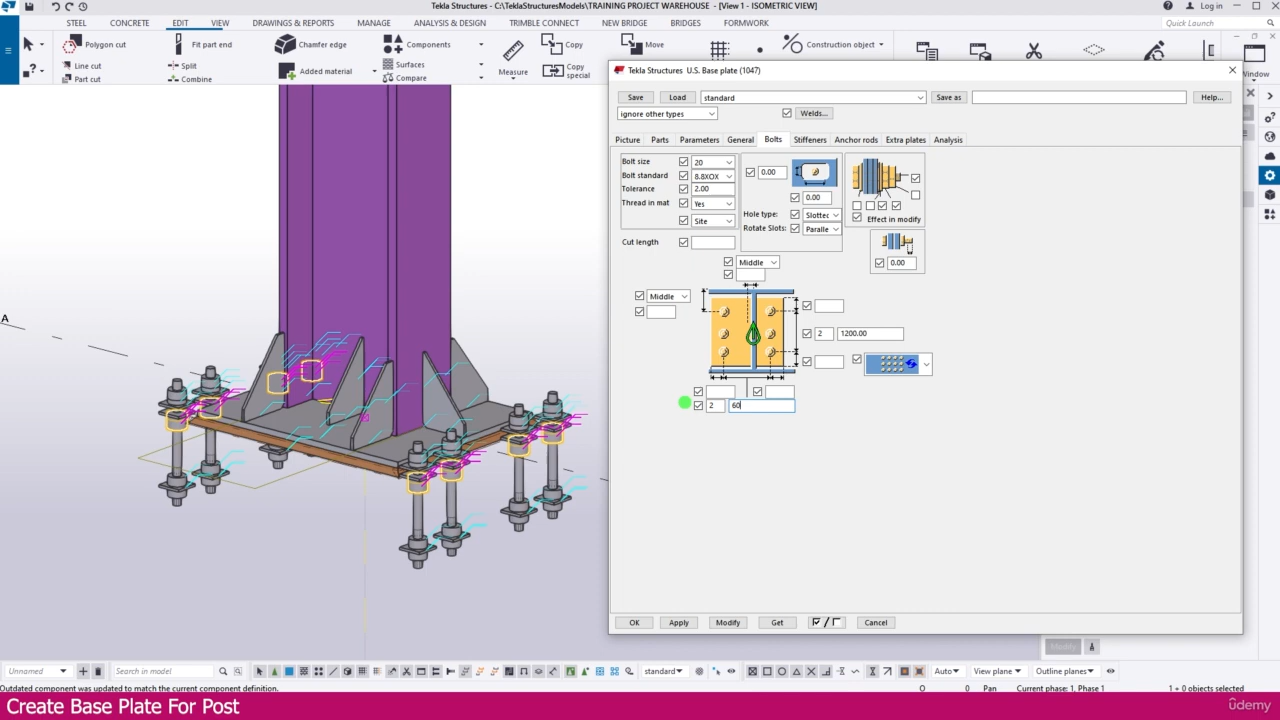 Tekla Structures - C:\TeklaStructuresModels\TRAINING PROJECT WAREHOUSE - [View 1 - ISOMETRIC VIEW]
Log in
STEEL CONCRETE EDIT VIEW DRAWINGS & REPORTS MANAGE ANALYSIS & DESIGN TRIMBLE CONNECT NEW BRIDGE BRIDGES FORMWORK
Quick Launch
Polygon cut Fit part end Chamfer edge Components Copy Move Construction object
Line cut Split Added material Surfaces Measure Copy special Window
Part cut Combine Compare
Tekla Structures U.S. Base plate (1047)
Save Load standard Save as Help...
ignore other types Welds...
Picture Parts Parameters General Bolts Stiffeners Anchor rods Extra plates Analysis
Bolt size 20
Bolt standard 8.8XOX 0.00
Tolerance 2.00
0.00
Thread in mat Yes
Hole type: Slottec
Site
Effect in modify
Rotate Slots: Paralle
Cut length
Middle 0.00
Middle
2 1200.00
2 60
A
OK Apply Modify Get Cancel
Modify
Unnamed Search in model standard Auto View plane Outline planes
Outdated component was updated to match the current component definition. O 0 Pan Current phase: 1, Phase 1 1 + 0 objects selected
Create Base Plate For Post
ûdemy